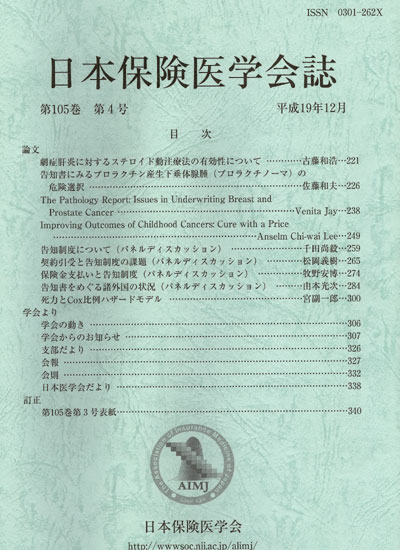 ISSN 0301-262X
日本保険医学会誌
第105巻 第4号 平成19年12月
目次
論文
劇症肝炎に対するステロイド動注療法の有効性について …………古藤和浩…221
告知書にみるプロラクチン産生下垂体腺腫(プロラクチノーマ)の
危険選択 ……………………………………佐藤和夫…226
The Pathology Report: Issues in Underwriting Breast and
Prostate Cancer ……………………………Venita Jay…238
Improving Outcomes of Childhood Cancers: Cure with a Price
……………………………Anselm Chi-wai Lee…249
告知制度について(パネルディスカッション) ………………千田尚毅…259
契約引受と告知制度の課題(パネルディスカッション) ………松岡義樹…265
保険金支払いと告知制度(パネルディスカッション) …………牧野安博…274
告知書をめぐる諸外国の状況(パネルディスカッション) ……由本光次…284
死力とCox比例ハザードモデル ……………………………宮副一郎…300
学会より
学会の動き ……………………………………306
学会からのお知らせ ……………………………………307
支部だより ……………………………………326
会報 ……………………………………327
会則 ……………………………………332
日本医学会だより ……………………………………338
訂正
第105巻第3号表紙 ……………………………………340
The Association of Insurance Medicine of Japan
AIMJ
日本保険医学会
http://wwwsoc.nii.ac.jp/alimj/